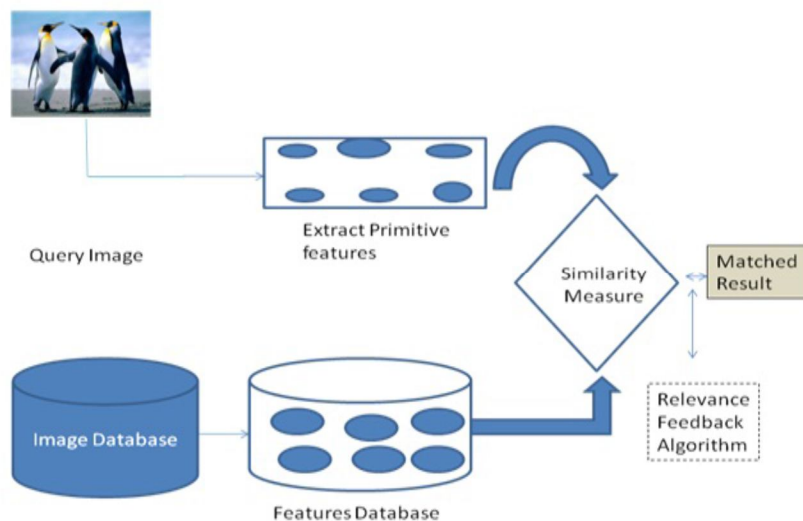 Extract Primitive
features
Query Image
Similarity
Measure
Matched
Result
Image Database
Relevance
Feedback
Algorithm
Features Database